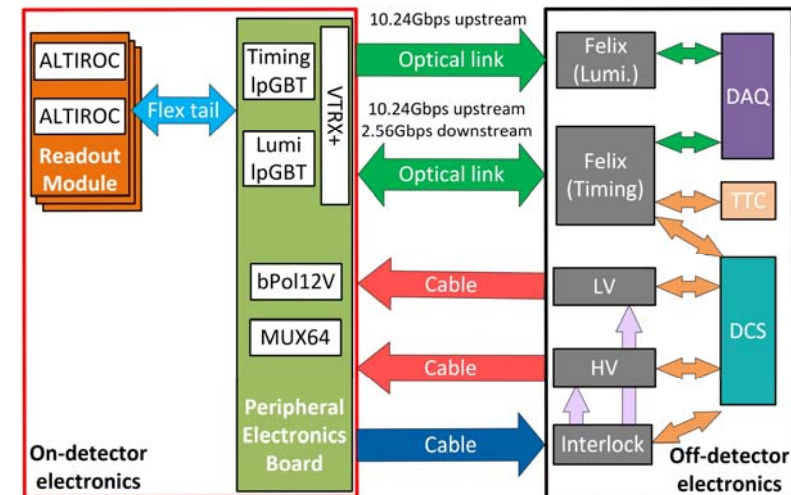 10.24Gbps upstream
ALTIROC
ALTIROC
Readout
Module
Flex tail
Timing
lpGBT
Lumi
lpGBT
VTRX+
Optical link
10.24Gbps upstream
2.56Gbps downstream
Optical link
Felix
(Lumi.)
Felix
(Timing)
DAQ
TTC
bPol12V
MUX64
Peripheral
Electronics
Board
Cable
Cable
Cable
LV
HV
Interlock
DCS
On-detector
electronics
Off-detector
electronics